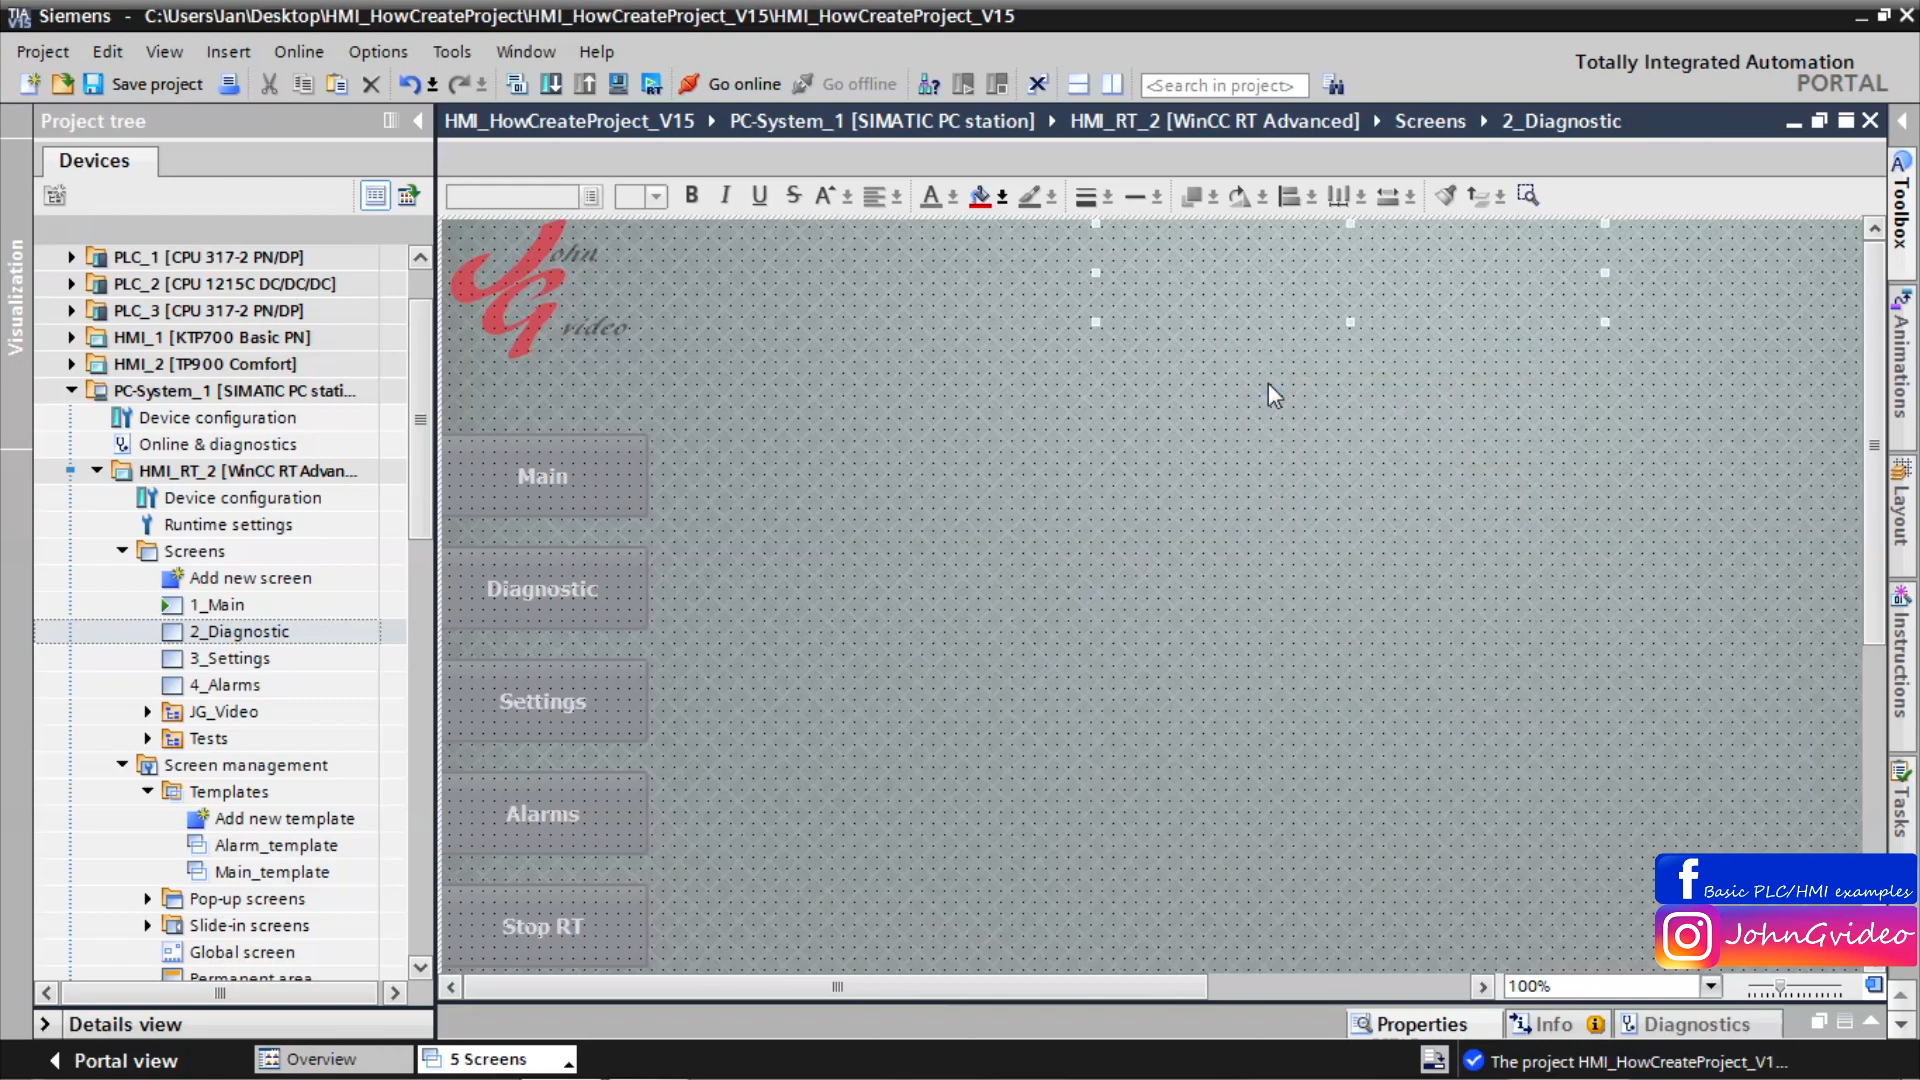 Siemens - C:\Users\Jan\Desktop\HMI_HowCreateProject\HMI_HowCreateProject_V15\HMI_HowCreateProject_V15
Project Edit View Insert Online Options Tools Window Help
Totally Integrated Automation
PORTAL
Save project Go online Go offline <Search in project>
Project tree
HMI_HowCreateProject_V15 PC-System_1 [SIMATIC PC station] HMI_RT_2 [WinCC RT Advanced] Screens 2_Diagnostic
Devices
B I U S A A
Visualization
PLC_1 [CPU 317-2 PN/DP]
PLC_2 [CPU 1215C DC/DC/DC]
PLC_3 [CPU 317-2 PN/DP]
HMI_1 [KTP700 Basic PN]
HMI_2 [TP900 Comfort]
PC-System_1 [SIMATIC PC stati...
Device configuration
Online & diagnostics
HMI_RT_2 [WinCC RT Advan...
Device configuration
Runtime settings
Screens
Add new screen
1_Main
2_Diagnostic
3_Settings
4_Alarms
JG_Video
Tests
Screen management
Templates
Add new template
Alarm_template
Main_template
Pop-up screens
Slide-in screens
Global screen
Permanent area
Details view
John
G video
Main
Diagnostic
Settings
Alarms
Stop RT
Toolbox
Animations
Layout
Instructions
Tasks
Basic PLC/HMI examples
JohnGvideo
100%
Properties Info Diagnostics
Portal view Overview 5 Screens The project HMI_HowCreateProject_V1...